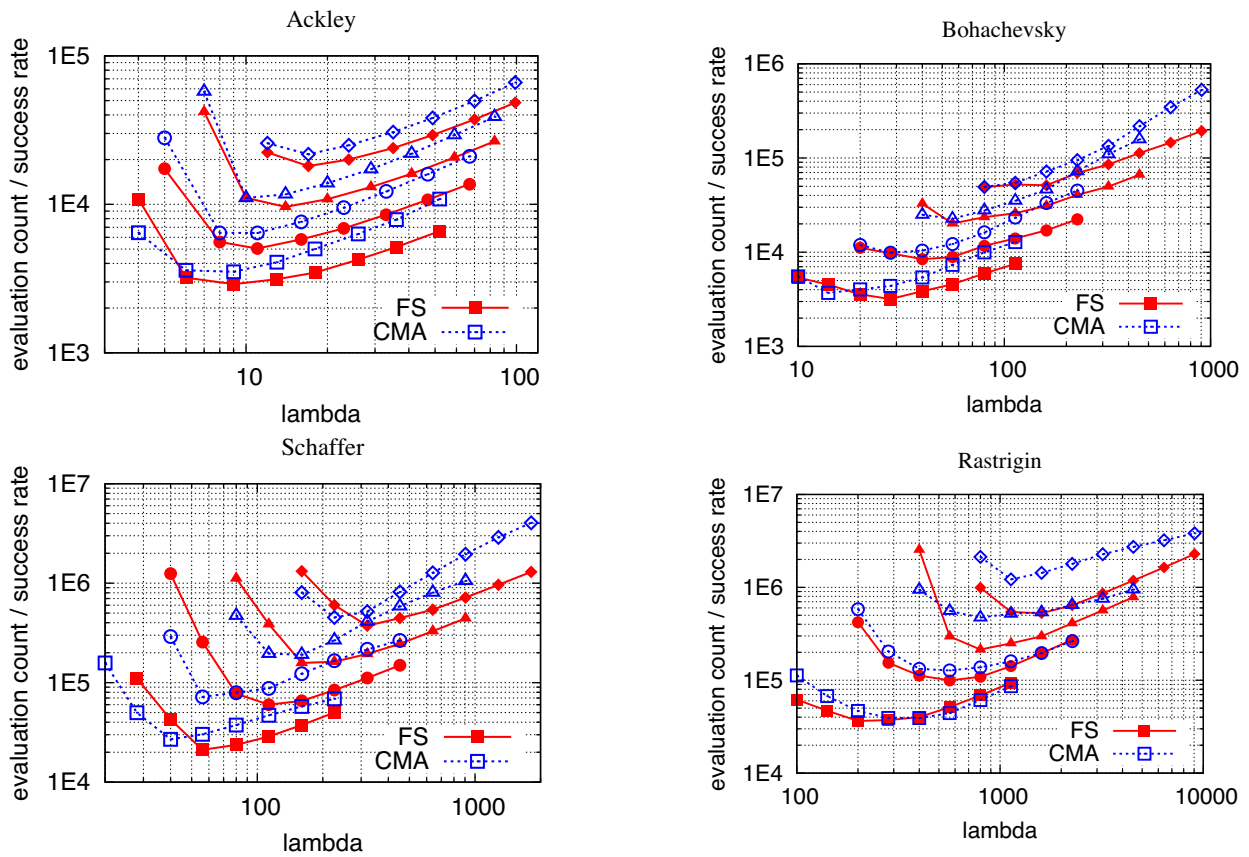 Ackley
evaluation count / success rate
1E5
1E4
1E3
10
100
lambda
FS
CMA
Bohachevsky
evaluation count / success rate
1E6
1E5
1E4
1E3
10
100
1000
lambda
FS
CMA
Schaffer
evaluation count / success rate
1E7
1E6
1E5
1E4
100
1000
lambda
FS
CMA
Rastrigin
evaluation count / success rate
1E7
1E6
1E5
1E4
100
1000
10000
lambda
FS
CMA